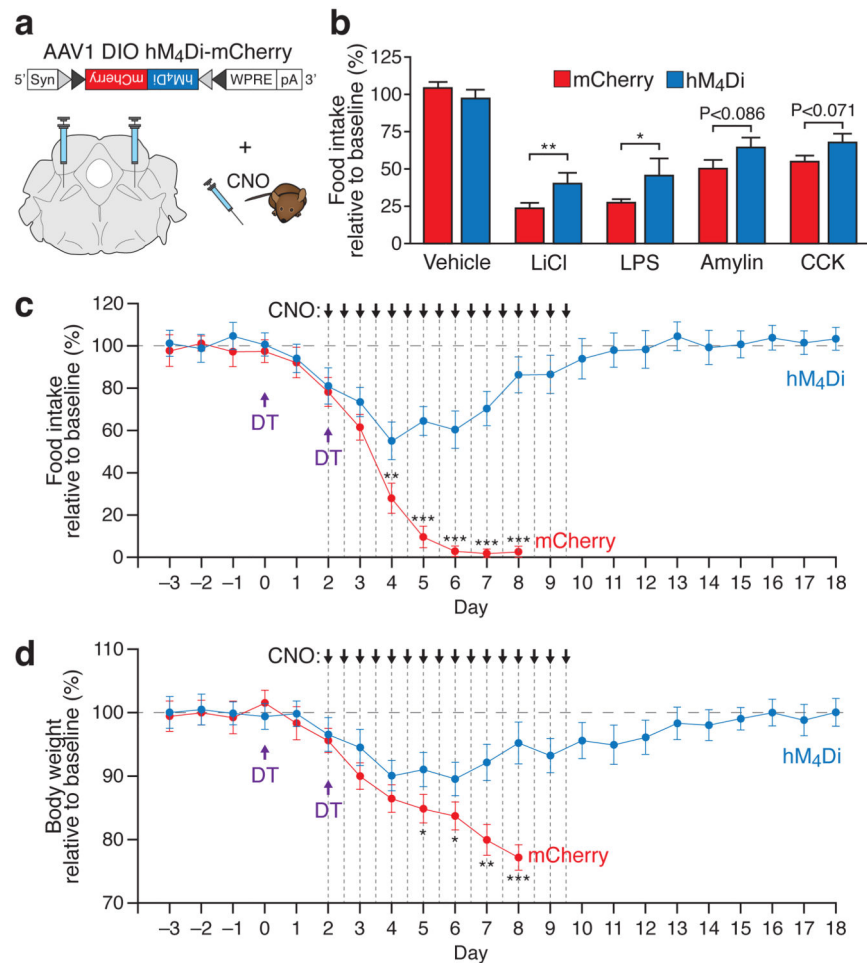 a
AAV1 DIO hM₄Di-mCherry
5' Syn mCherry hM₄Di WPRE pA 3'
+
CNO
b
Food intake
relative to baseline (%)
125
100
75
50
25
0
mCherry hM₄Di
** * P<0.086 P<0.071
Vehicle LiCl LPS Amylin CCK
c
Food intake
relative to baseline (%)
120
100
80
60
40
20
0
CNO:
DT
DT
** *** *** *** ***
hM₄Di
mCherry
–3 –2 –1 0 1 2 3 4 5 6 7 8 9 10 11 12 13 14 15 16 17 18
Day
d
Body weight
relative to baseline (%)
110
100
90
80
70
CNO:
DT
DT
* * ** ***
hM₄Di
mCherry
–3 –2 –1 0 1 2 3 4 5 6 7 8 9 10 11 12 13 14 15 16 17 18
Day